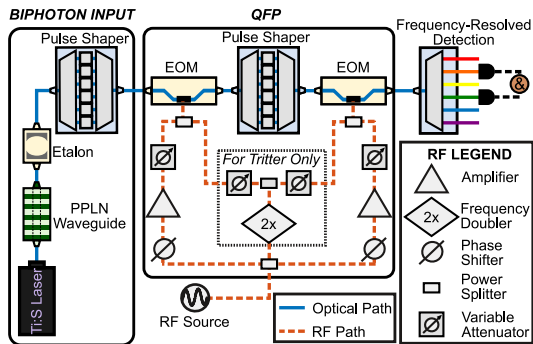 BIPHOTON INPUT
Pulse Shaper
Etalon
PPLN
Waveguide
Ti:S Laser
QFP
EOM
Pulse Shaper
EOM
For Tritter Only
2x
RF Source
Optical Path
RF Path
Frequency-Resolved
Detection
&
RF LEGEND
Amplifier
2x
Frequency
Doubler
Phase
Shifter
Power
Splitter
Variable
Attenuator